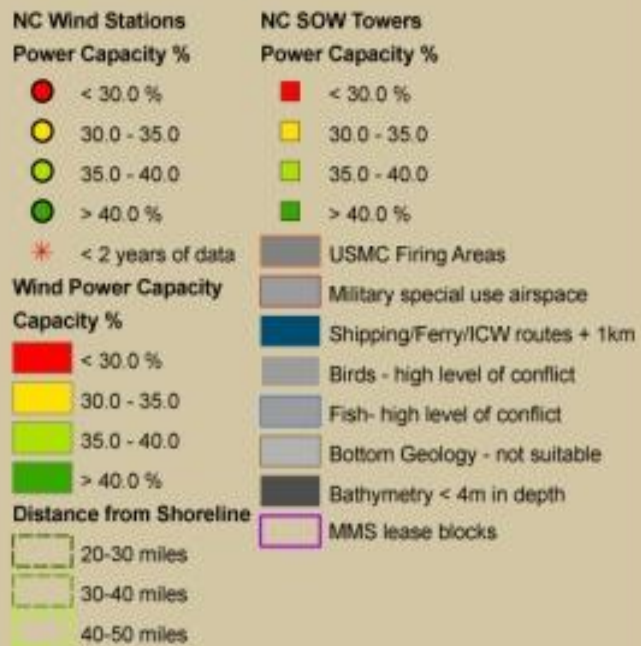 NC Wind Stations
Power Capacity %
< 30.0 %
30.0 - 35.0
35.0 - 40.0
> 40.0 %
< 2 years of data
Wind Power Capacity
Capacity %
< 30.0 %
30.0 - 35.0
35.0 - 40.0
> 40.0 %
Distance from Shoreline
20-30 miles
30-40 miles
40-50 miles
NC SOW Towers
Power Capacity %
< 30.0 %
30.0 - 35.0
35.0 - 40.0
> 40.0 %
USMC Firing Areas
Military special use airspace
Shipping/Ferry/ICW routes + 1km
Birds - high level of conflict
Fish- high level of conflict
Bottom Geology - not suitable
Bathymetry < 4m in depth
MMS lease blocks